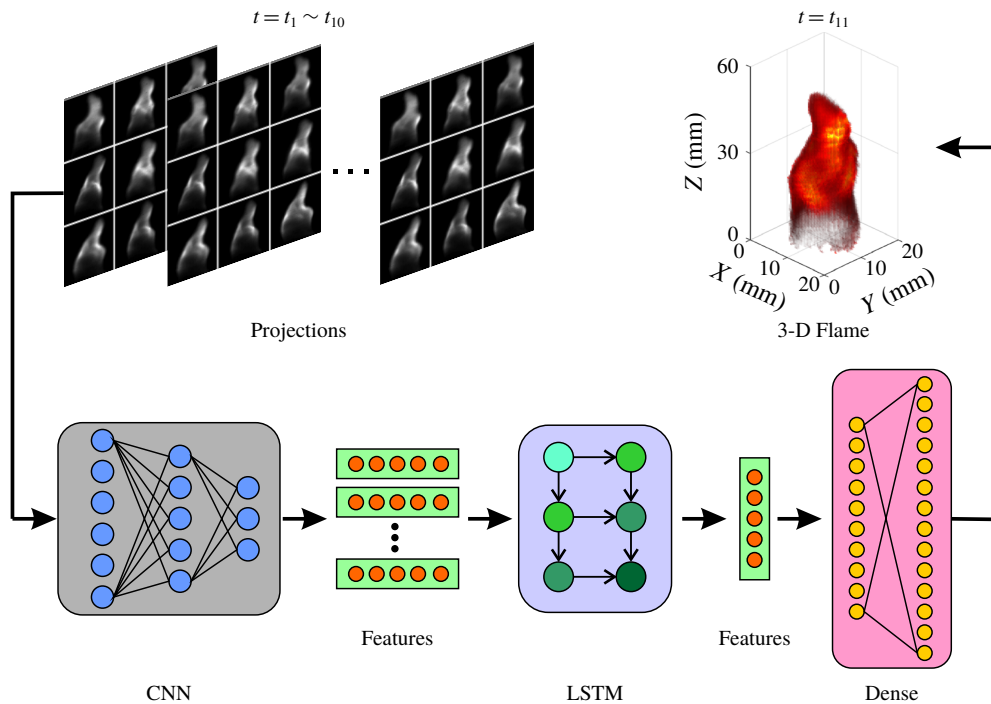 t = t₁ ∼ t₁₀
t = t₁₁
60
30
0
Z (mm)
0
10
20
X (mm)
0
10
20
Y (mm)
Projections
3-D Flame
Features
Features
CNN
LSTM
Dense